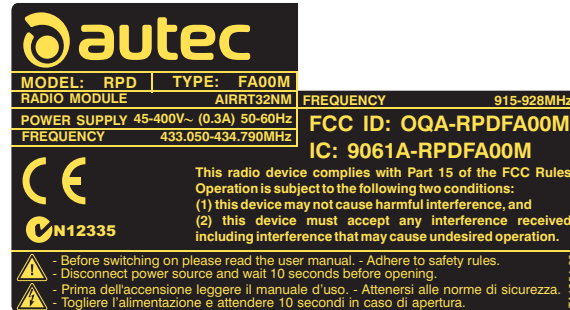 autec
MODEL: RPD TYPE: FA00M
RADIO MODULE AIRRT32NM
POWER SUPPLY 45-400V~ (0.3A) 50-60Hz
FREQUENCY 433.050-434.790MHz
FREQUENCY 915-928MHz
FCC ID: OQA-RPDFA00M
IC: 9061A-RPDFA00M
This radio device complies with Part 15 of the FCC Rules
Operation is subject to the following two conditions:
(1) this device may not cause harmful interference, and
(2) this device must accept any interference received
including interference that may cause undesired operation.
CE
N12335
- Before switching on please read the user manual. - Adhere to safety rules.
- Disconnect power source and wait 10 seconds before opening.
- Prima dell'accensione leggere il manuale d'uso. - Attenersi alle norme di sicurezza.
- Togliere l'alimentazione e attendere 10 secondi in caso di apertura.